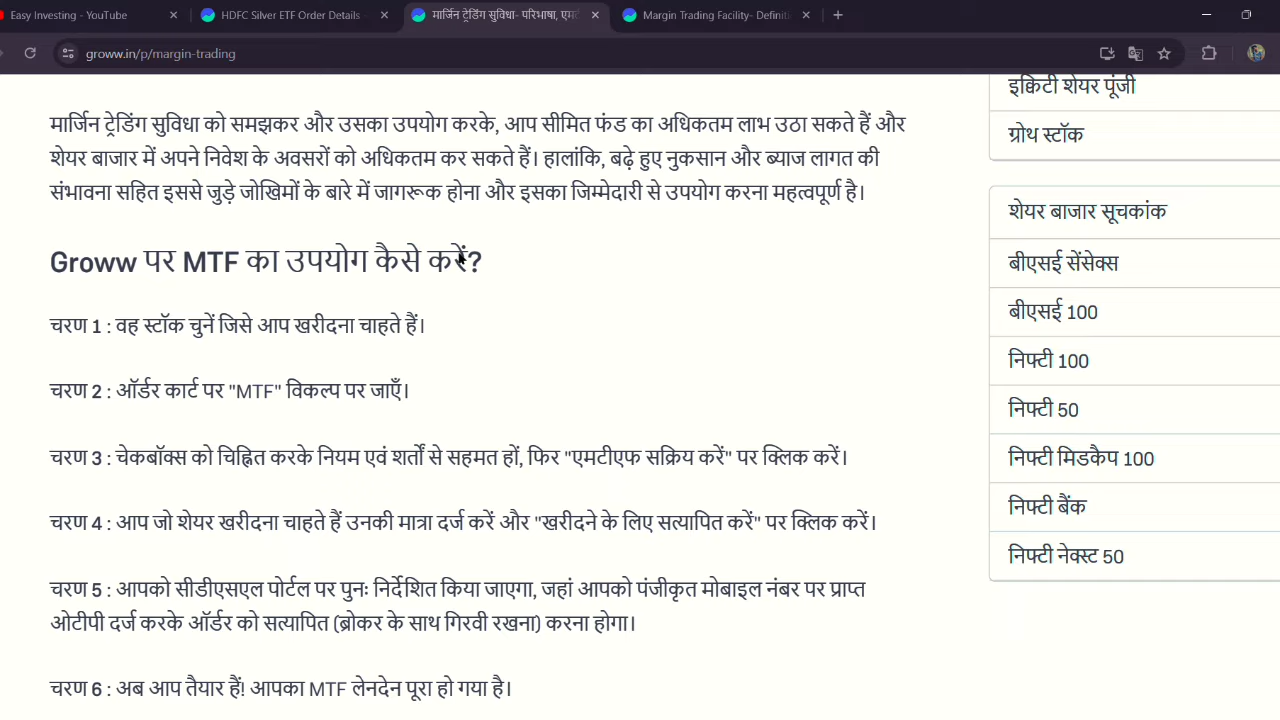 Easy Investing - YouTube
HDFC Silver ETF Order Details -
मार्जिन ट्रेडिंग सुविधा- परिभाषा, एमट
Margin Trading Facility- Definiti
groww.in/p/margin-trading
मार्जिन ट्रेडिंग सुविधा को समझकर और उसका उपयोग करके, आप सीमित फंड का अधिकतम लाभ उठा सकते हैं और
शेयर बाजार में अपने निवेश के अवसरों को अधिकतम कर सकते हैं। हालांकि, बढ़े हुए नुकसान और ब्याज लागत की
संभावना सहित इससे जुड़े जोखिमों के बारे में जागरूक होना और इसका जिम्मेदारी से उपयोग करना महत्वपूर्ण है।
Groww पर MTF का उपयोग कैसे करें?
चरण 1 : वह स्टॉक चुनें जिसे आप खरीदना चाहते हैं।
चरण 2 : ऑर्डर कार्ट पर "MTF" विकल्प पर जाएँ।
चरण 3 : चेकबॉक्स को चिह्नित करके नियम एवं शर्तों से सहमत हों, फिर "एमटीएफ सक्रिय करें" पर क्लिक करें।
चरण 4 : आप जो शेयर खरीदना चाहते हैं उनकी मात्रा दर्ज करें और "खरीदने के लिए सत्यापित करें" पर क्लिक करें।
चरण 5 : आपको सीडीएसएल पोर्टल पर पुनः निर्देशित किया जाएगा, जहां आपको पंजीकृत मोबाइल नंबर पर प्राप्त
ओटीपी दर्ज करके ऑर्डर को सत्यापित (ब्रोकर के साथ गिरवी रखना) करना होगा।
चरण 6 : अब आप तैयार हैं! आपका MTF लेनदेन पूरा हो गया है।
इक्विटी शेयर पूंजी
ग्रोथ स्टॉक
शेयर बाजार सूचकांक
बीएसई सेंसेक्स
बीएसई 100
निफ्टी 100
निफ्टी 50
निफ्टी मिडकैप 100
निफ्टी बैंक
निफ्टी नेक्स्ट 50